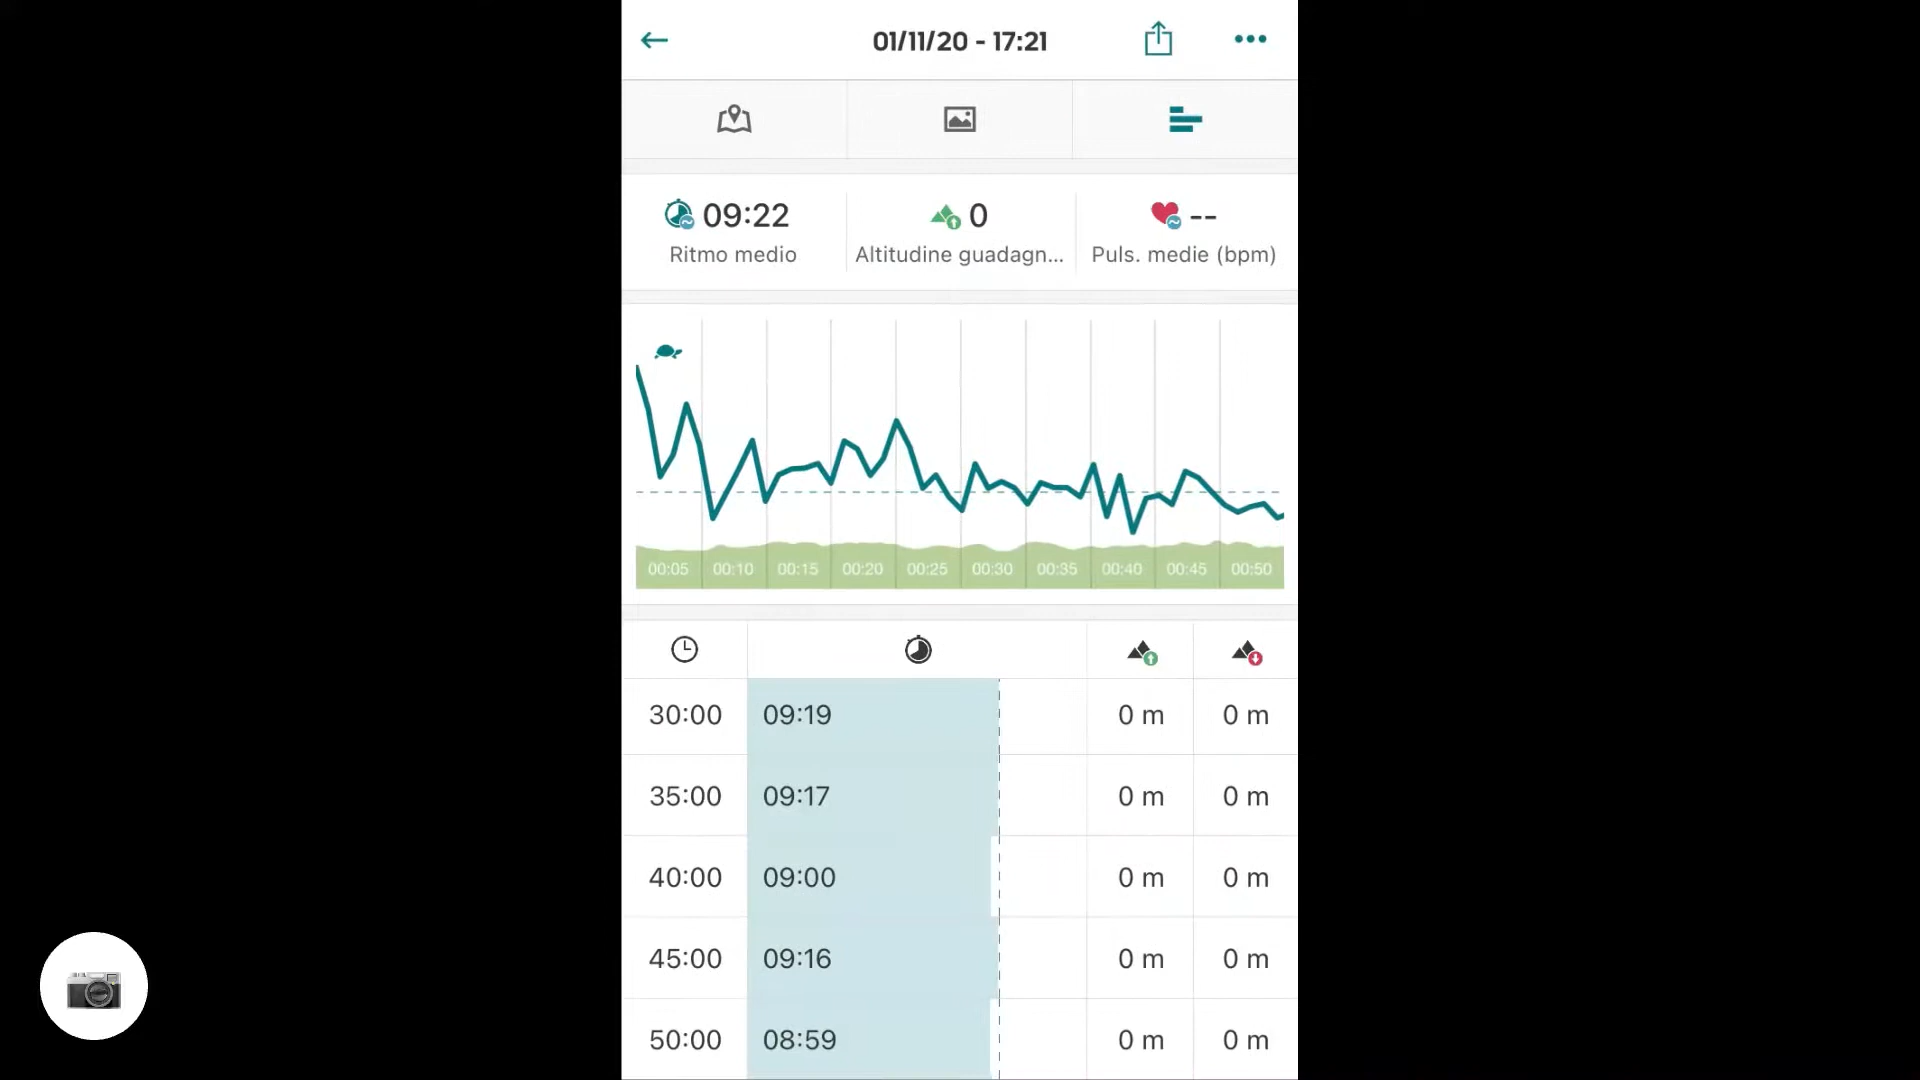 01/11/20 - 17:21
09:22
0
--
Ritmo medio
Altitudine guadagn...
Puls. medie (bpm)
00:05 00:10 00:15 00:20 00:25 00:30 00:35 00:40 00:45 00:50
30:00 09:19 0 m 0 m
35:00 09:17 0 m 0 m
40:00 09:00 0 m 0 m
45:00 09:16 0 m 0 m
50:00 08:59 0 m 0 m